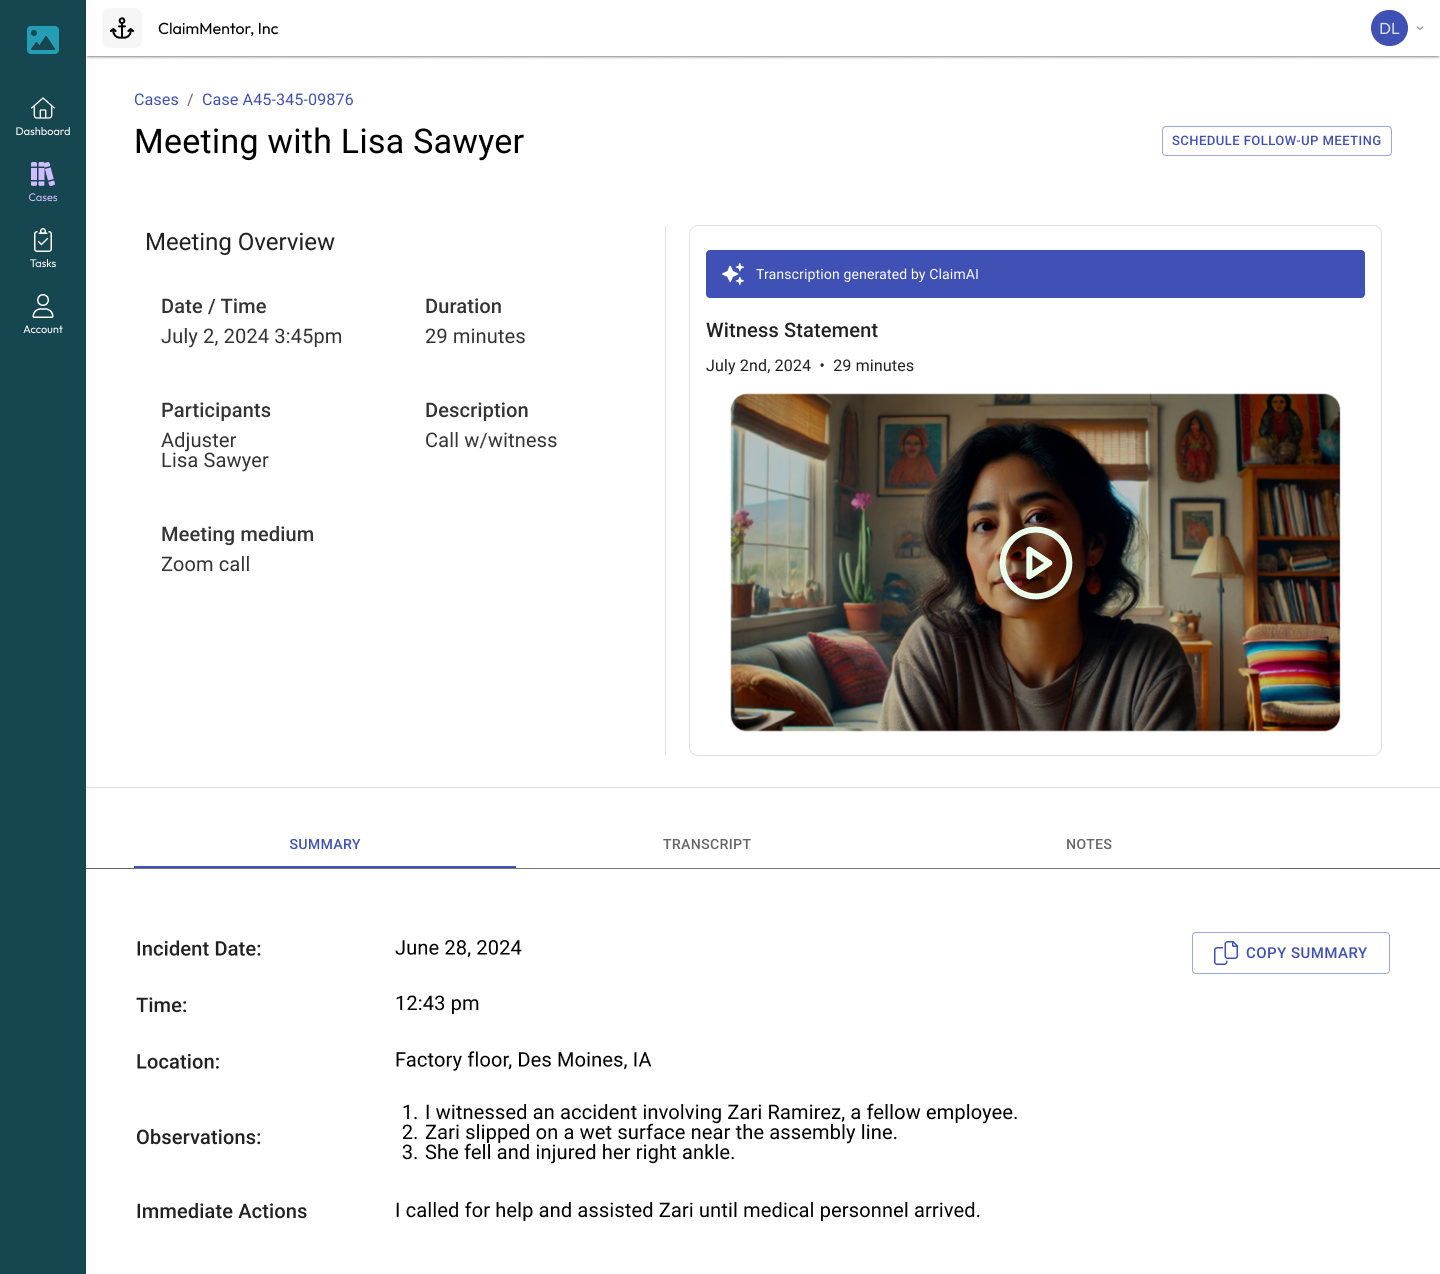 ClaimMentor, Inc
DL
Dashboard
Cases
Tasks
Account
Cases / Case A45-345-09876
Meeting with Lisa Sawyer
SCHEDULE FOLLOW-UP MEETING
Meeting Overview
Date / Time
July 2, 2024 3:45pm
Duration
29 minutes
Participants
Adjuster
Lisa Sawyer
Description
Call w/witness
Meeting medium
Zoom call
Transcription generated by ClaimAI
Witness Statement
July 2nd, 2024 • 29 minutes
SUMMARY
TRANSCRIPT
NOTES
Incident Date:
June 28, 2024
COPY SUMMARY
Time:
12:43 pm
Location:
Factory floor, Des Moines, IA
Observations:
1. I witnessed an accident involving Zari Ramirez, a fellow employee.
2. Zari slipped on a wet surface near the assembly line.
3. She fell and injured her right ankle.
Immediate Actions
I called for help and assisted Zari until medical personnel arrived.